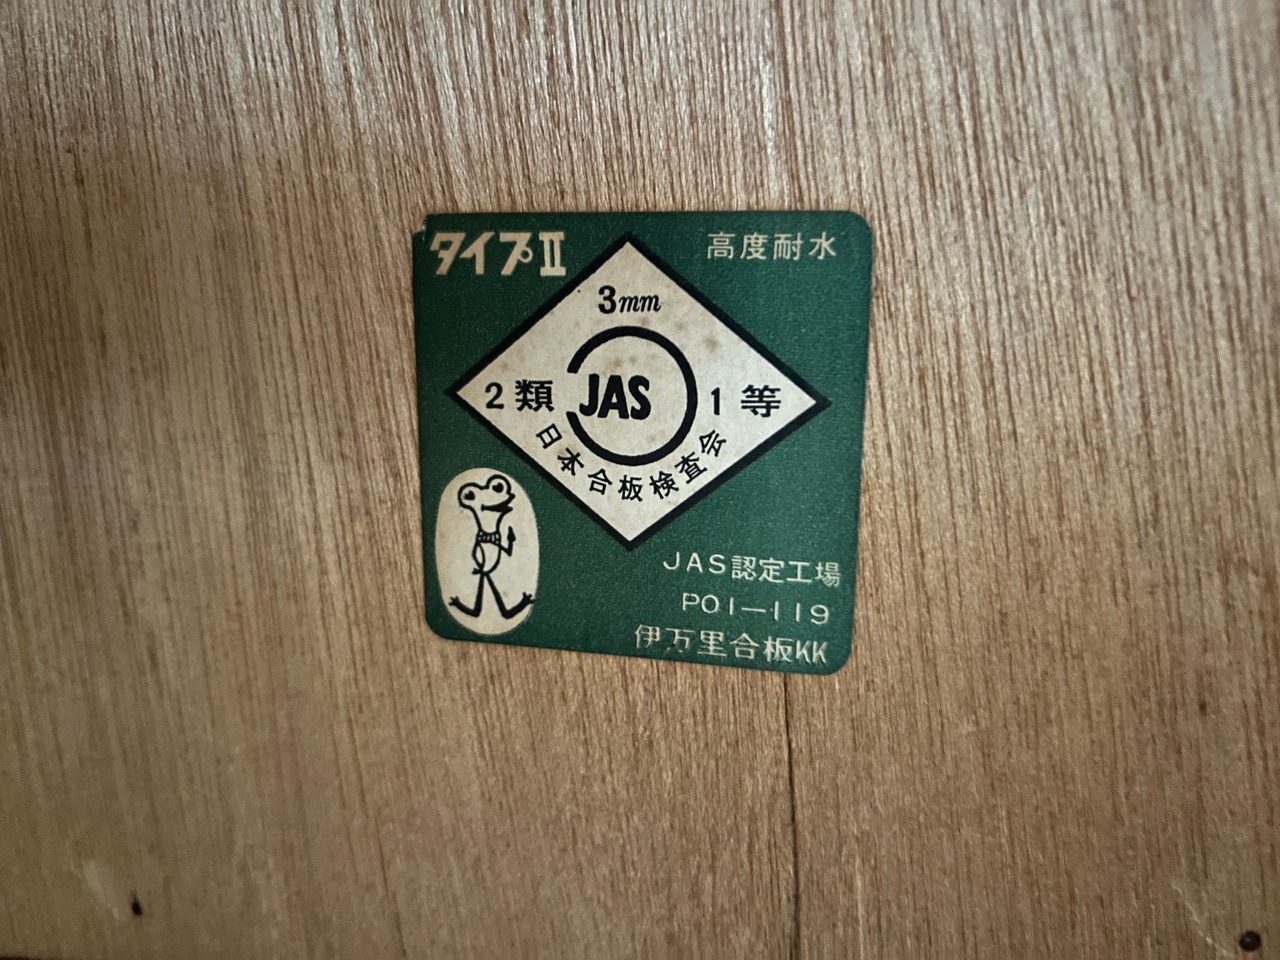 タイプⅡ
高度耐水
3mm
2類 JAS 1等
日本合板検査会
JAS認定工場
PO1-119
伊万里合板KK